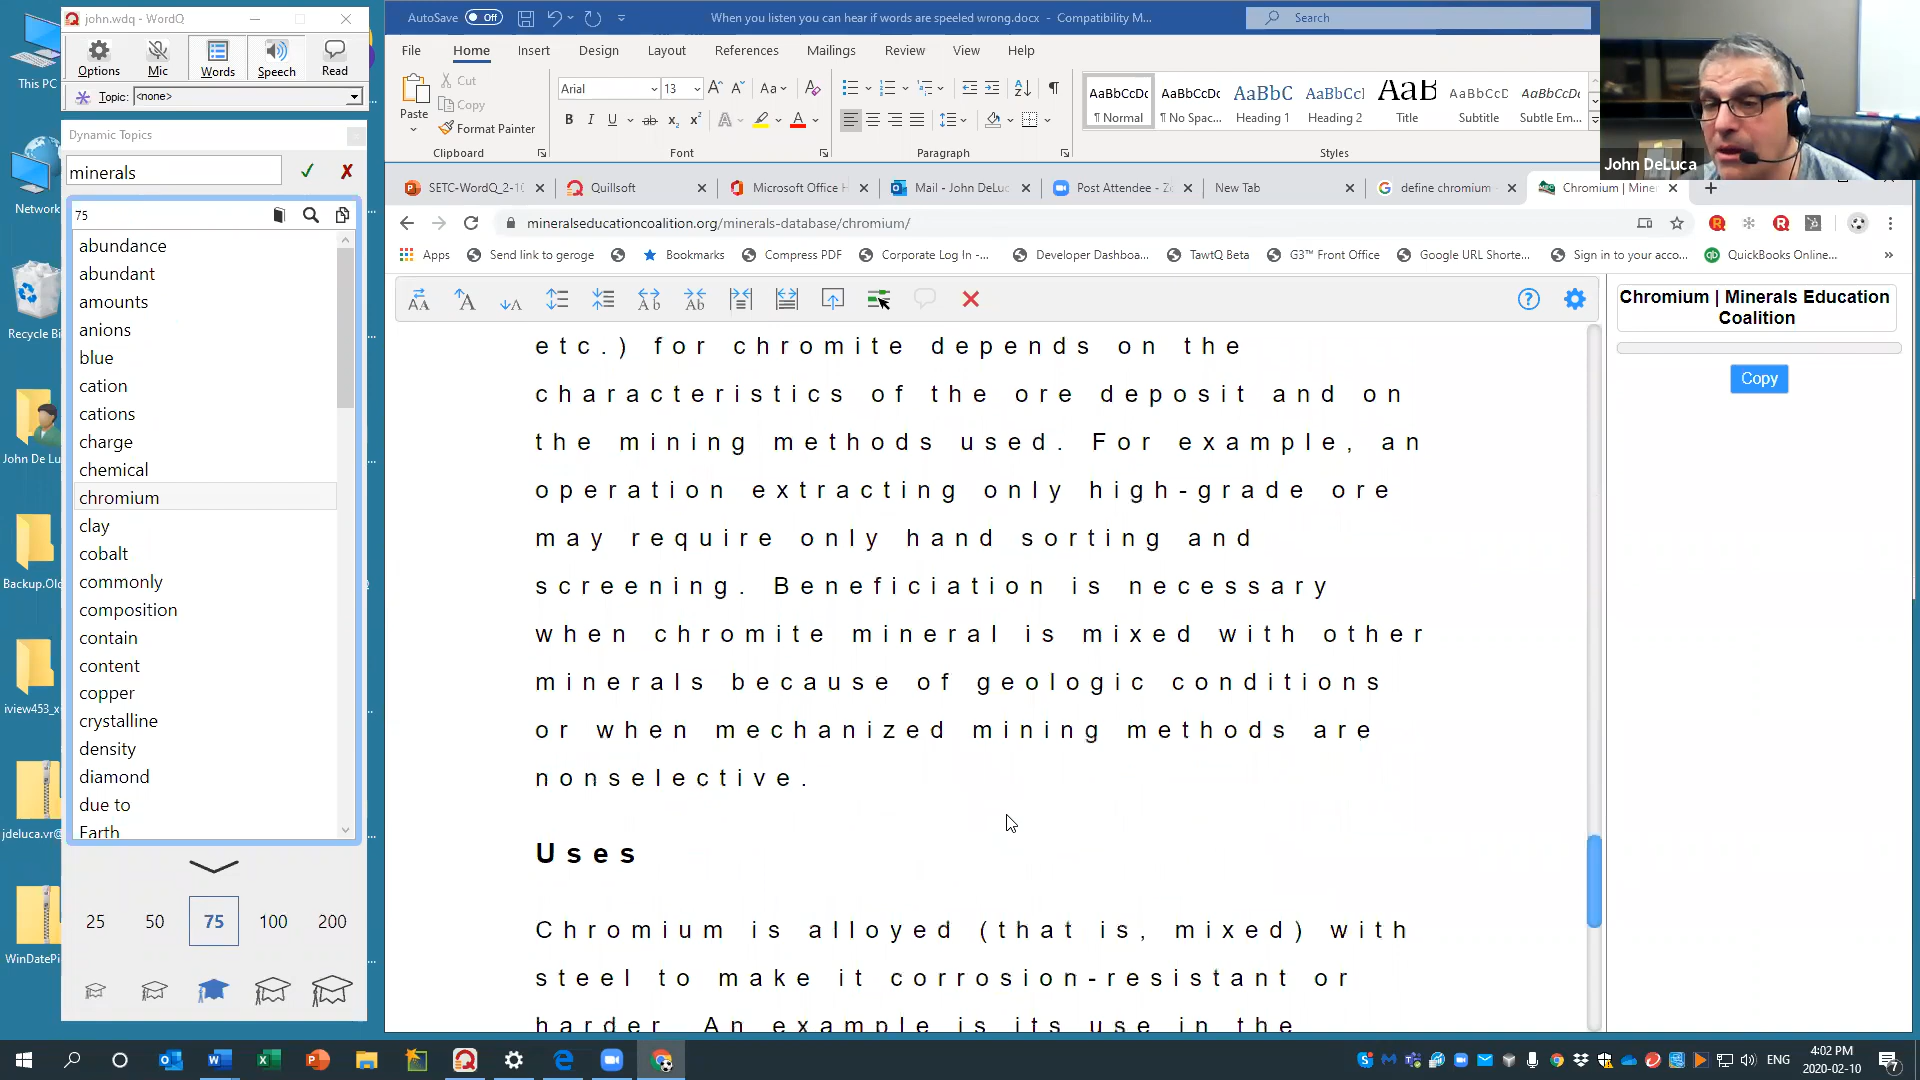 This PC
Network
Recycle Bi
John De Lu
Backup.Old
iview453_x
jdeluca.vr@
WinDatePi
john.wdq - WordQ
Options
Mic
Words
Speech
Read
Topic:
<none>
Dynamic Topics
minerals
75
abundance
abundant
amounts
anions
blue
cation
cations
charge
chemical
chromium
clay
cobalt
commonly
composition
contain
content
copper
crystalline
density
diamond
due to
Earth
25 50 75 100 200
AutoSave Off
When you listen you can hear if words are speeled wrong.docx - Compatibility M...
Search
File Home Insert Design Layout References Mailings Review View Help
Paste
Cut
Copy
Format Painter
Clipboard
Arial
13
Font
Paragraph
AaBbCcDc
¶ Normal
AaBbCcDc
¶ No Spac...
AaBbC
Heading 1
AaBbCcI
Heading 2
AaB
Title
AaBbCcD
Subtitle
AaBbCcDc
Subtle Em...
Styles
John DeLuca
SETC-WordQ_2-10
Quillsoft
Microsoft Office H
Mail - John DeLuc
Post Attendee - Zo
New Tab
define chromium -
Chromium | Miner
mineralseducationcoalition.org/minerals-database/chromium/
Apps
Send link to geroge
Bookmarks
Compress PDF
Corporate Log In -...
Developer Dashboa...
TawtQ Beta
G3™ Front Office
Google URL Shorte...
Sign in to your acco...
QuickBooks Online...
etc.) for chromite depends on the
characteristics of the ore deposit and on
the mining methods used. For example, an
operation extracting only high-grade ore
may require only hand sorting and
screening. Beneficiation is necessary
when chromite mineral is mixed with other
minerals because of geologic conditions
or when mechanized mining methods are
nonselective.
Uses
Chromium is alloyed (that is, mixed) with
steel to make it corrosion-resistant or
harder. An example is its use in the
Chromium | Minerals Education
Coalition
Copy
ENG
4:02 PM
2020-02-10
7